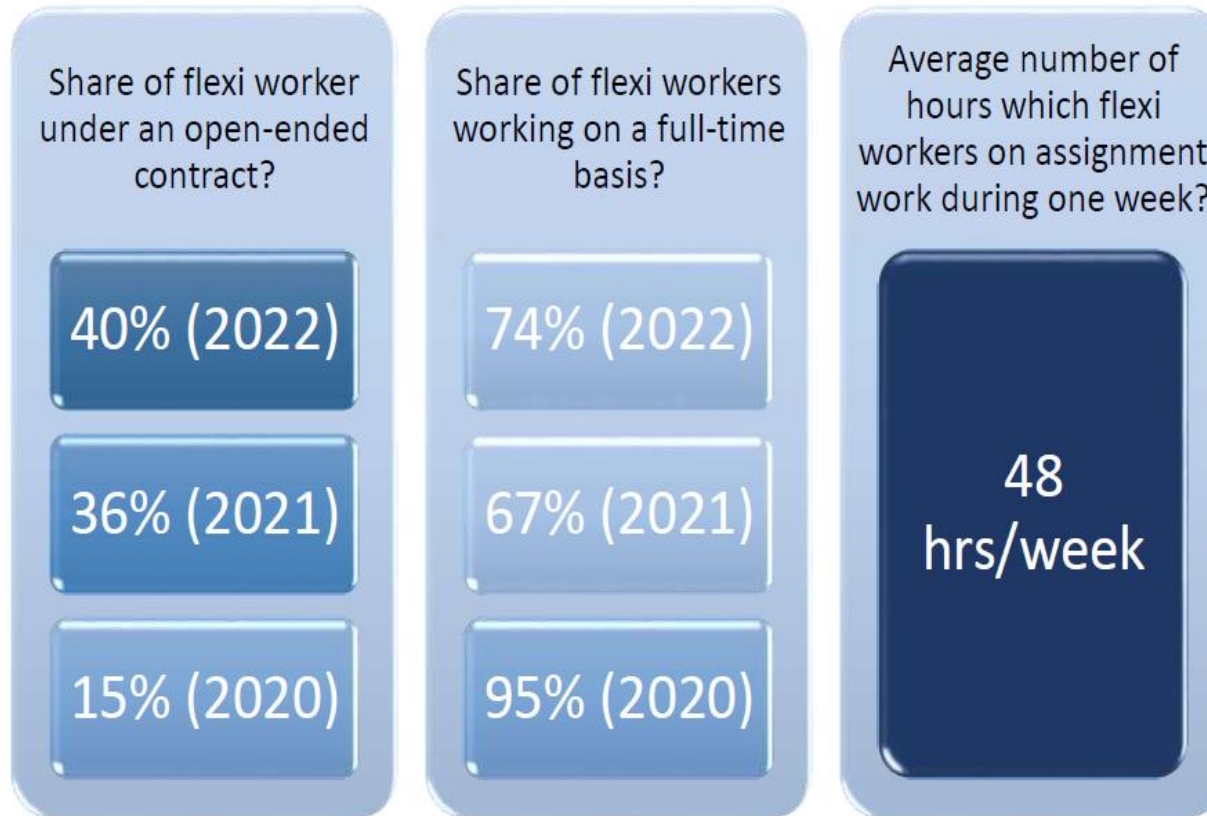 Share of flexi worker
under an open-ended
contract?
40% (2022)
36% (2021)
15% (2020)
Share of flexi workers
working on a full-time
basis?
74% (2022)
67% (2021)
95% (2020)
Average number of
hours which flexi
workers on assignment
work during one week?
48
hrs/week